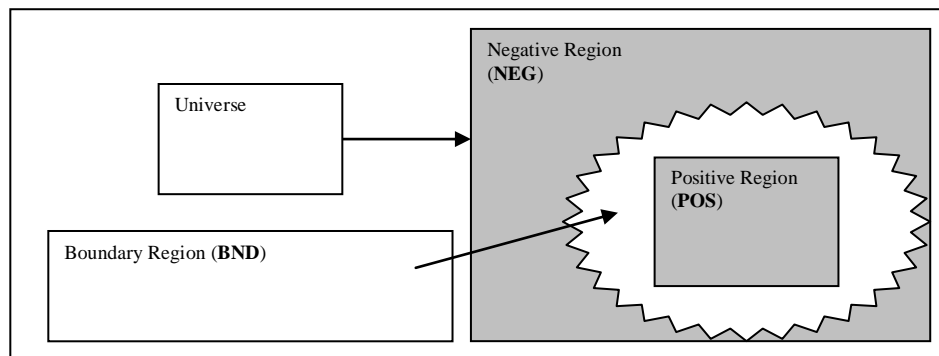 Negative Region
(NEG)
Universe
Positive Region
(POS)
Boundary Region (BND)